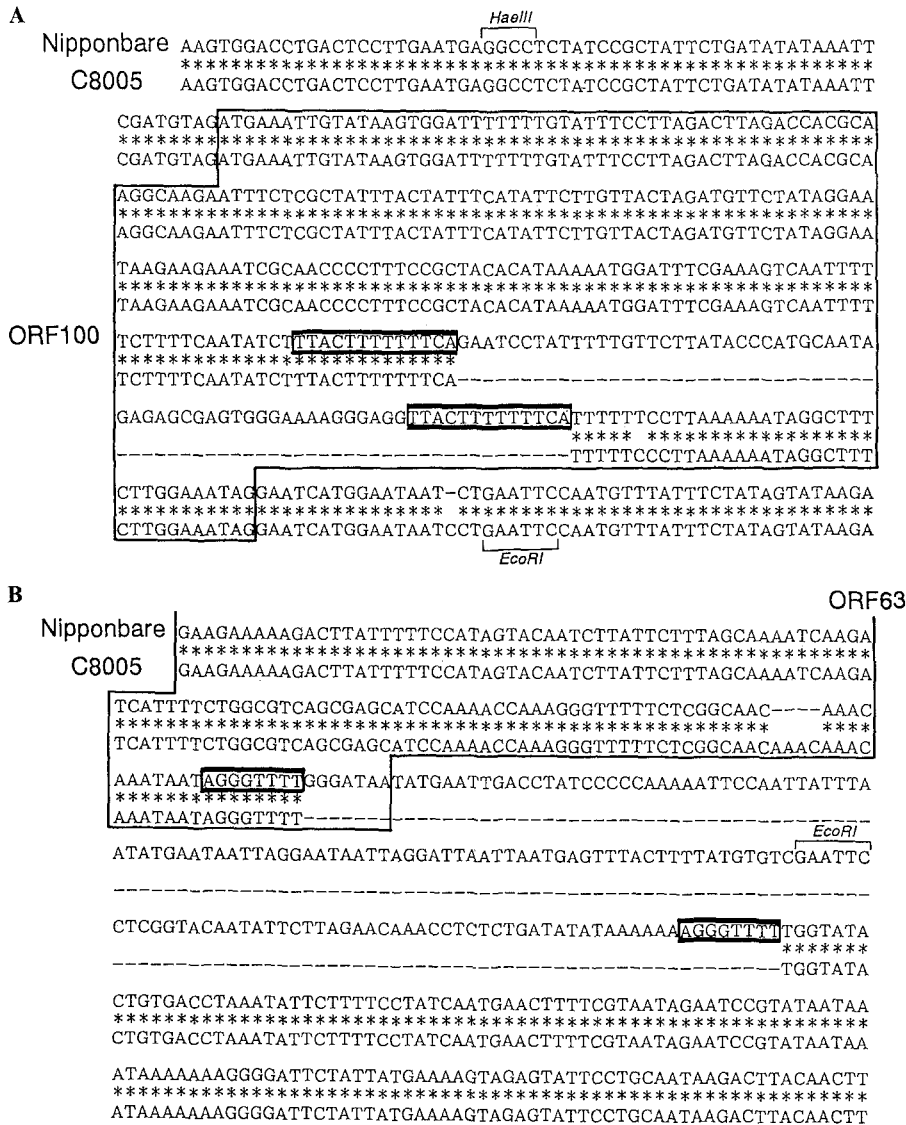 A
HaeIII
Nipponbare AAGTGGACCTGACTCCTTGAATGAGGCCTCTATCCGCTATTCTGATATATAAATT
******************************************************
C8005 AAGTGGACCTGACTCCTTGAATGAGGCCTCTATCCGCTATTCTGATATATAAATT
CGATGTAGATGAAATTGTATAAGTGGATTTTTTTGTATTTCCTTAGACTTAGACCACGCA
************************************************************
CGATGTAGATGAAATTGTATAAGTGGATTTTTTTGTATTTCCTTAGACTTAGACCACGCA
AGGCAAGAATTTCTCGCTATTTACTATTTCATATTCTTGTTACTAGATGTTCTATAGGAA
************************************************************
AGGCAAGAATTTCTCGCTATTTACTATTTCATATTCTTGTTACTAGATGTTCTATAGGAA
TAAGAAGAAATCGCAACCCCTTTCCGCTACACATAAAAATGGATTTCGAAAGTCAATTTT
************************************************************
TAAGAAGAAATCGCAACCCCTTTCCGCTACACATAAAAATGGATTTCGAAAGTCAATTTT
ORF100 TCTTTTCAATATCTTTACTTTTTTTCAGAATCCTATTTTTGTTCTTATACCCATGCAATA
***************************
TCTTTTCAATATCTTTACTTTTTTTCA---------------------------------
GAGAGCGAGTGGGAAAAGGGAGGTTACTTTTTTTCATTTTTTCCTTAAAAAATAGGCTTT
***** ******************
------------------------------------TTTTTCCCTTAAAAAATAGGCTTT
CTTGGAAATAGGAATCATGGAATAAT-CTGAATTCCAATGTTTATTTCTATAGTATAAGA
************************** *********************************
CTTGGAAATAGGAATCATGGAATAATCCTGAATTCCAATGTTTATTTCTATAGTATAAGA
EcoRI
B
ORF63
Nipponbare GAAGAAAAAGACTTATTTTTCCATAGTACAATCTTATTCTTTAGCAAAATCAAGA
*******************************************************
C8005 GAAGAAAAAGACTTATTTTTCCATAGTACAATCTTATTCTTTAGCAAAATCAAGA
TCATTTTCTGGCGTCAGCGAGCATCCAAAACCAAAGGGTTTTTCTCGGCAAC----AAAC
**************************************************** ****
TCATTTTCTGGCGTCAGCGAGCATCCAAAACCAAAGGGTTTTTCTCGGCAACAAACAAAC
AAATAATAGGGTTTTGGGATAATATGAATTGACCTATCCCCCAAAAATTCCAATTATTTA
***************
AAATAATAGGGTTTT---------------------------------------------
EcoRI
ATATGAATAATTAGGAATAATTAGGATTAATTAATGAGTTTACTTTTATGTGTCGAATTC
------------------------------------------------------------
CTCGGTACAATATTCTTAGAACAAACCTCTCTGATATATAAAAAAAGGGTTTTTGGTATA
*******
-----------------------------------------------------TGGTATA
CTGTGACCTAAATATTCTTTTCCTATCAATGAACTTTTCGTAATAGAATCCGTATAATAA
************************************************************
CTGTGACCTAAATATTCTTTTCCTATCAATGAACTTTTCGTAATAGAATCCGTATAATAA
ATAAAAAAAGGGGATTCTATTATGAAAAGTAGAGTATTCCTGCAATAAGACTTACAACTT
************************************************************
ATAAAAAAAGGGGATTCTATTATGAAAAGTAGAGTATTCCTGCAATAAGACTTACAACTT